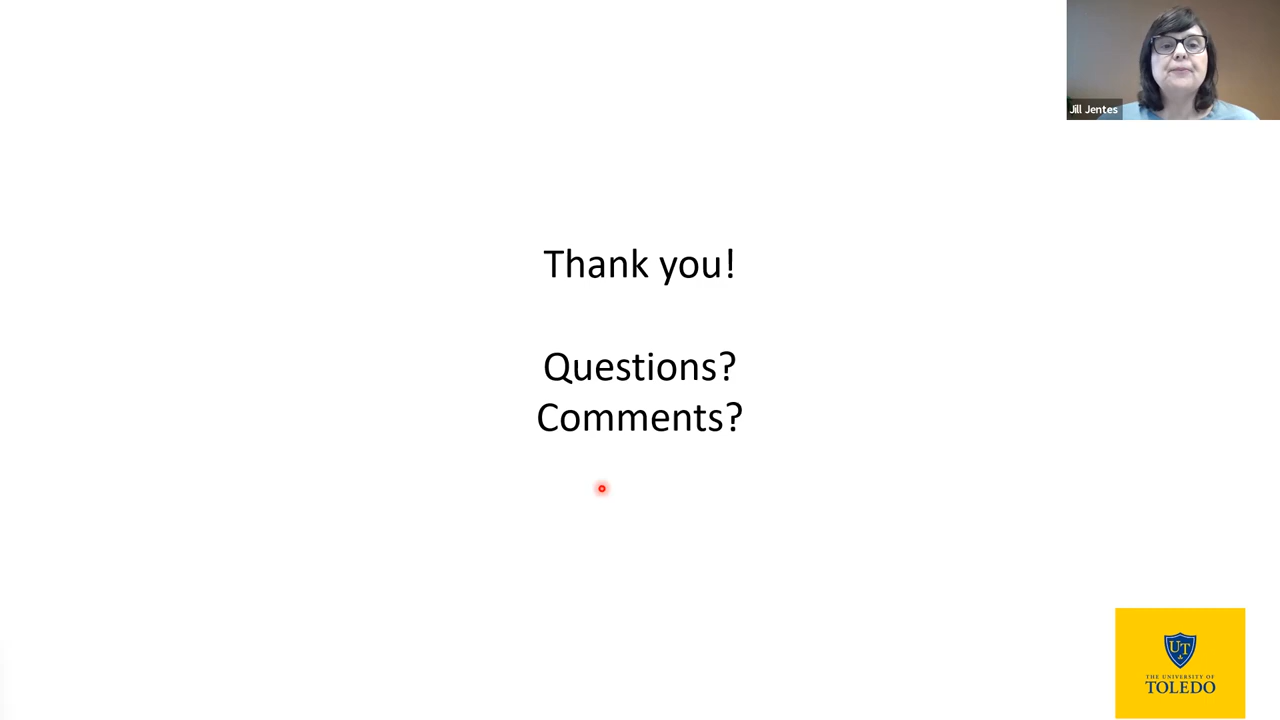 Jill Jentes
Thank you!
Questions?
Comments?
UT
THE UNIVERSITY OF
TOLEDO